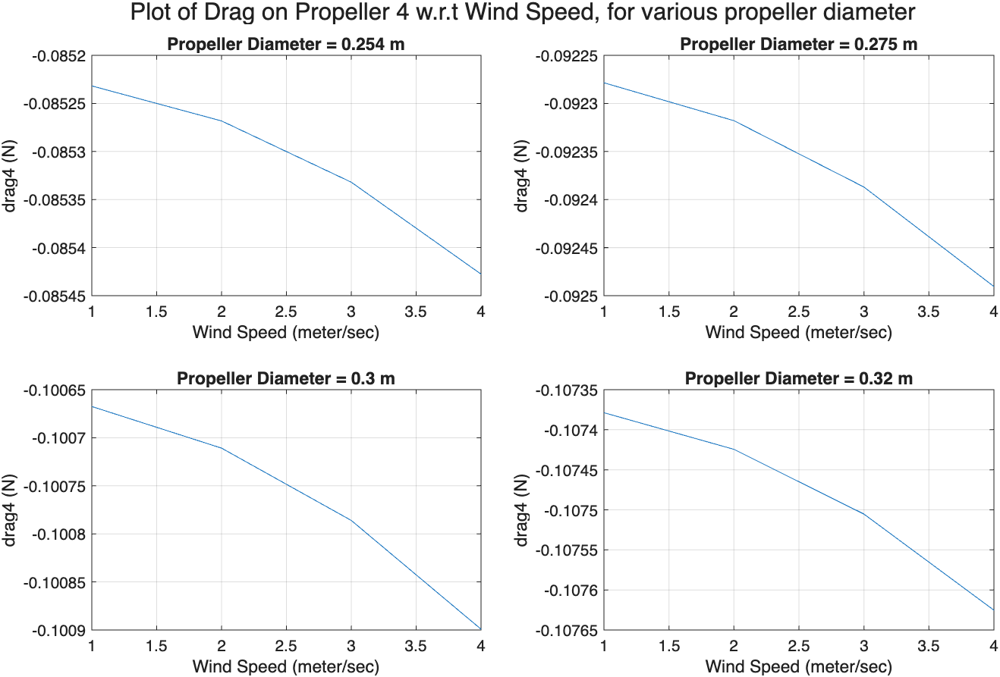 Plot of Drag on Propeller 4 w.r.t Wind Speed, for various propeller diameter
Propeller Diameter = 0.254 m
-0.0852
-0.08525
-0.0853
-0.08535
-0.0854
-0.08545
drag4 (N)
1 1.5 2 2.5 3 3.5 4
Wind Speed (meter/sec)
Propeller Diameter = 0.275 m
-0.09225
-0.0923
-0.09235
-0.0924
-0.09245
-0.0925
drag4 (N)
1 1.5 2 2.5 3 3.5 4
Wind Speed (meter/sec)
Propeller Diameter = 0.3 m
-0.10065
-0.1007
-0.10075
-0.1008
-0.10085
-0.1009
drag4 (N)
1 1.5 2 2.5 3 3.5 4
Wind Speed (meter/sec)
Propeller Diameter = 0.32 m
-0.10735
-0.1074
-0.10745
-0.1075
-0.10755
-0.1076
-0.10765
drag4 (N)
1 1.5 2 2.5 3 3.5 4
Wind Speed (meter/sec)